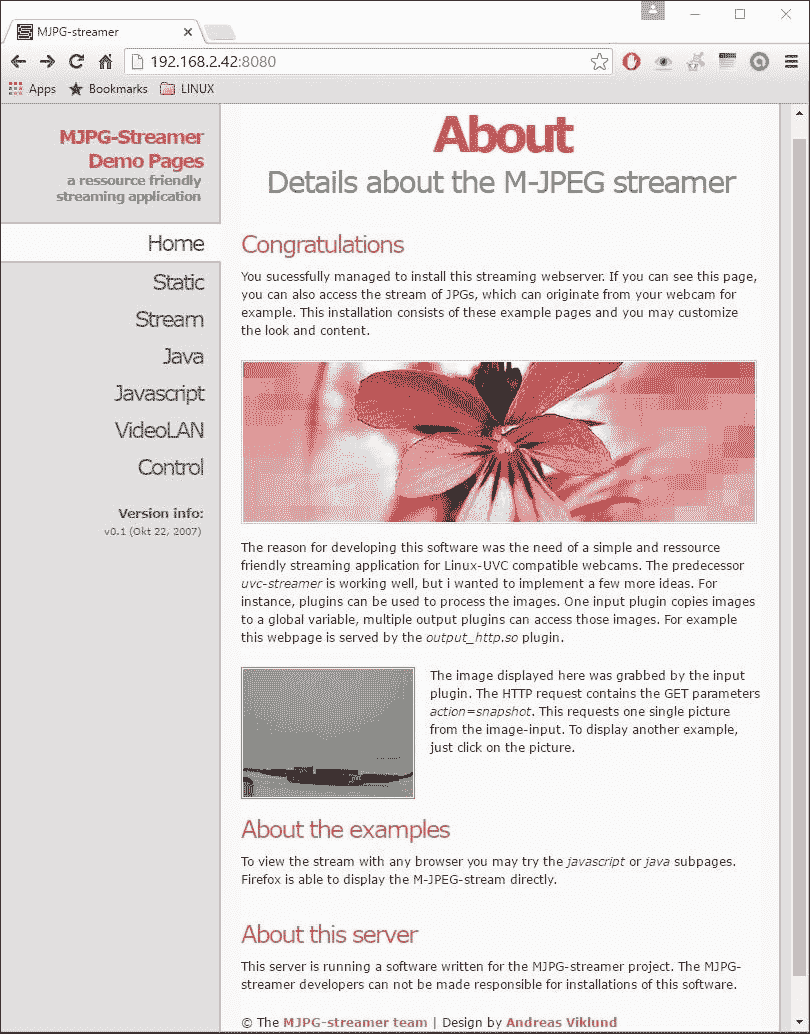 MJPG-streamer
192.168.2.42:8080
Apps
Bookmarks
LINUX
MJPG-Streamer
Demo Pages
a ressource friendly
streaming application
Home
Static
Stream
Java
Javascript
VideoLAN
Control
Version info:
v0.1 (Okt 22, 2007)
About
Details about the M-JPEG streamer
Congratulations
You sucessfully managed to install this streaming webserver. If you can see this page,
you can also access the stream of JPGs, which can originate from your webcam for
example. This installation consists of these example pages and you may customize
the look and content.
The reason for developing this software was the need of a simple and ressource
friendly streaming application for Linux-UVC compatible webcams. The predecessor
uvc-streamer is working well, but i wanted to implement a few more ideas. For
instance, plugins can be used to process the images. One input plugin copies images
to a global variable, multiple output plugins can access those images. For example
this webpage is served by the output_http.so plugin.
The image displayed here was grabbed by the input
plugin. The HTTP request contains the GET parameters
action=snapshot. This requests one single picture
from the image-input. To display another example,
just click on the picture.
About the examples
To view the stream with any browser you may try the javascript or java subpages.
Firefox is able to display the M-JPEG-stream directly.
About this server
This server is running a software written for the MJPG-streamer project. The MJPG-
streamer developers can not be made responsible for installations of this software.
© The MJPG-streamer team | Design by Andreas Viklund